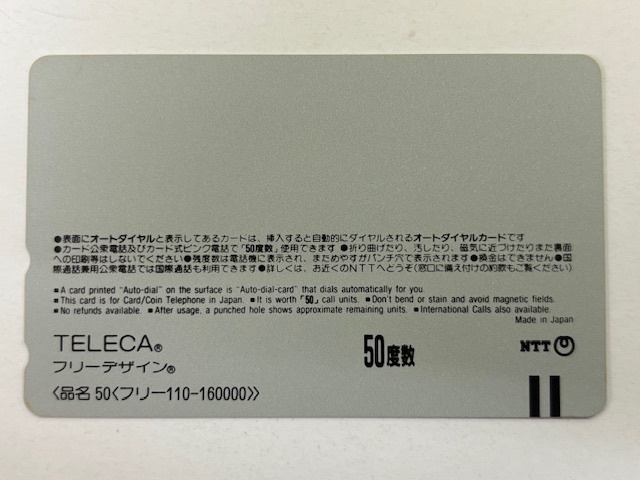 ●表面にオートダイヤルと表示してあるカードは、挿入すると自動的にダイヤルされるオートダイヤルカードです
●カード公衆電話及びカード式ピンク電話で「50度数」使用できます ●折り曲げたり、汚したり、磁気に近づけたりまた裏面
への印刷等はしないでください ●残度数は電話機に表示され、まためやすがパンチ穴で表示されます ●換金はできません ●国
際通話兼用公衆電話では国際通話も利用できます ●詳しくは、お近くのNTTへどうぞ(窓口に備え付けの約款もご覧ください)
■A card printed "Auto-dial" on the surface is "Auto-dial-card" that dials automatically for you.
■This card is for Card/Coin Telephone in Japan. ■It is worth「50」call units. ■Don't bend or stain and avoid magnetic fields.
■No refunds available. ■After usage, a punched hole shows approximate remaining units. ■International Calls also available.
Made in Japan
TELECA® 50度数 NTT
フリーデザイン®
〈品名 50〈フリー110-160000〉〉